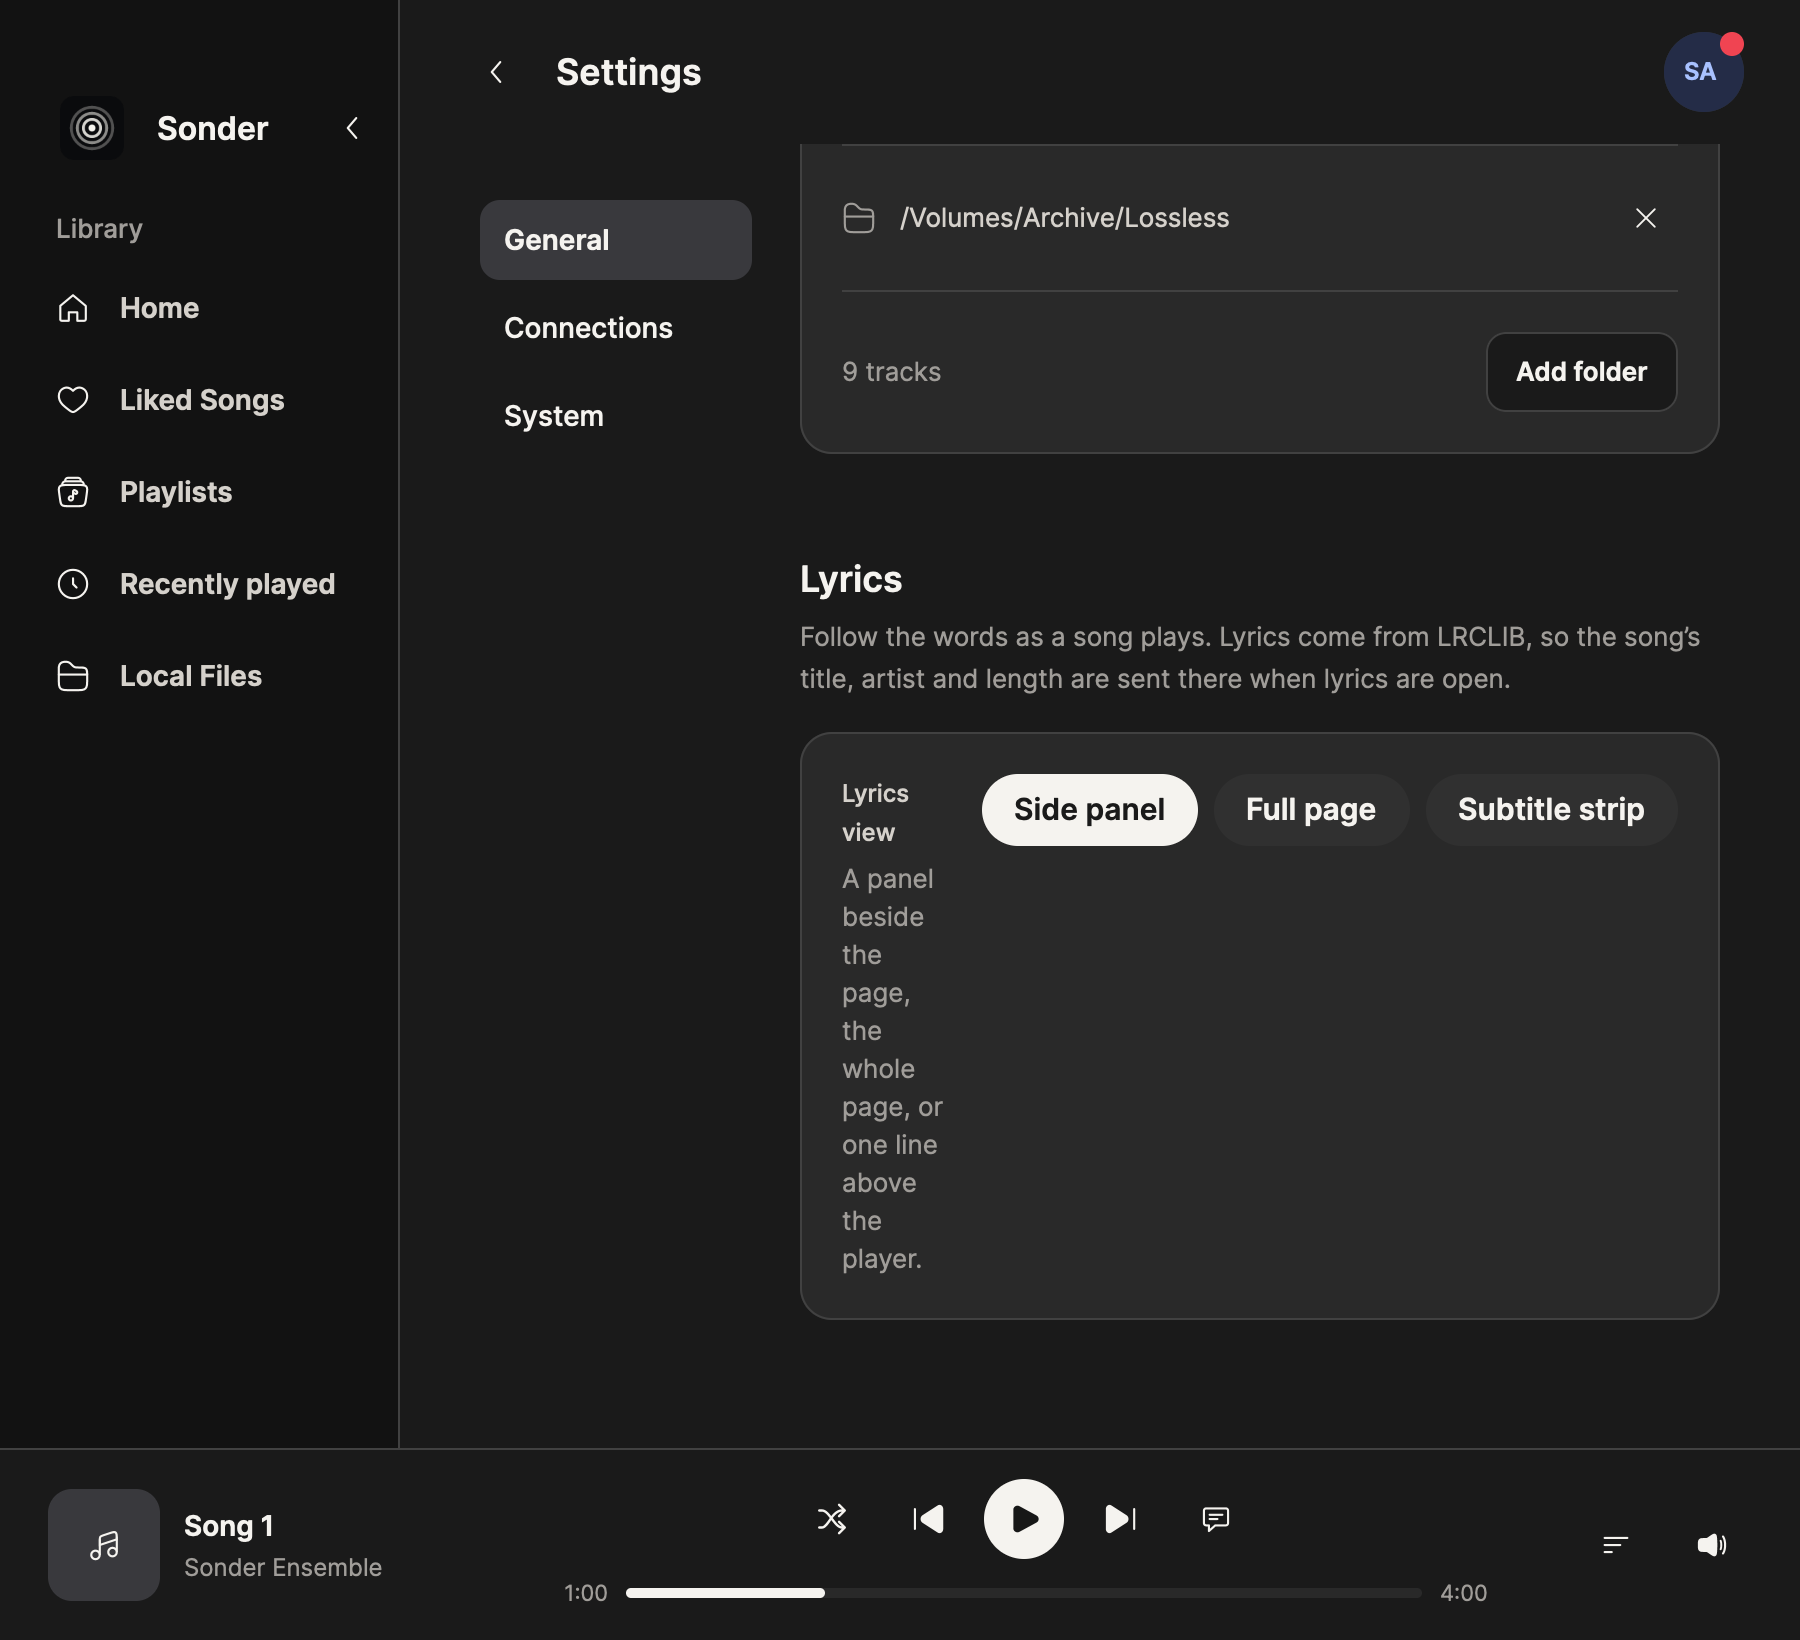 Sonder
Library
Home
Liked Songs
Playlists
Recently played
Local Files
Settings
SA
General
Connections
System
/Volumes/Archive/Lossless
9 tracks
Add folder
Lyrics
Follow the words as a song plays. Lyrics come from LRCLIB, so the song’s
title, artist and length are sent there when lyrics are open.
Lyrics
view
A panel
beside
the
page,
the
whole
page, or
one line
above
the
player.
Side panel
Full page
Subtitle strip
Song 1
Sonder Ensemble
1:00
4:00